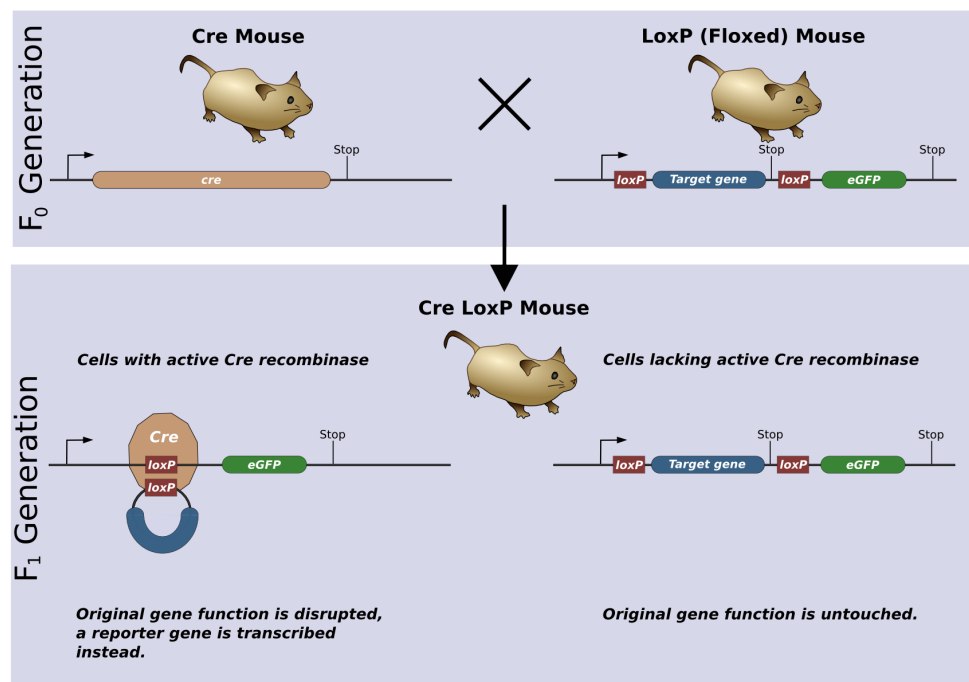 F0 Generation
Cre Mouse
LoxP (Floxed) Mouse
Stop
cre
Stop
Stop
loxP
Target gene
loxP
eGFP
F1 Generation
Cre LoxP Mouse
Cells with active Cre recombinase
Cells lacking active Cre recombinase
Cre
loxP
loxP
eGFP
Stop
Stop
Stop
loxP
Target gene
loxP
eGFP
Original gene function is disrupted,
a reporter gene is transcribed
instead.
Original gene function is untouched.